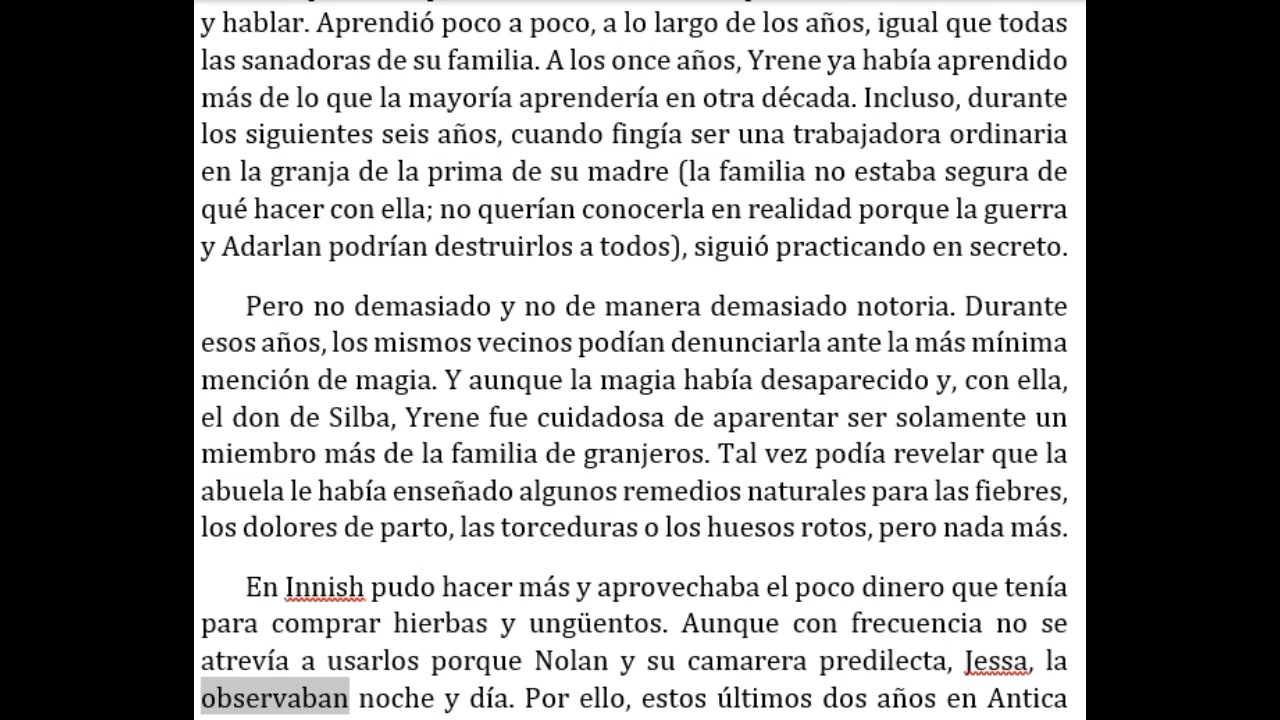 y hablar. Aprendió poco a poco, a lo largo de los años, igual que todas
las sanadoras de su familia. A los once años, Yrene ya había aprendido
más de lo que la mayoría aprendería en otra década. Incluso, durante
los siguientes seis años, cuando fingía ser una trabajadora ordinaria
en la granja de la prima de su madre (la familia no estaba segura de
qué hacer con ella; no querían conocerla en realidad porque la guerra
y Adarlan podrían destruirlos a todos), siguió practicando en secreto.
Pero no demasiado y no de manera demasiado notoria. Durante
esos años, los mismos vecinos podían denunciarla ante la más mínima
mención de magia. Y aunque la magia había desaparecido y, con ella,
el don de Silba, Yrene fue cuidadosa de aparentar ser solamente un
miembro más de la familia de granjeros. Tal vez podía revelar que la
abuela le había enseñado algunos remedios naturales para las fiebres,
los dolores de parto, las torceduras o los huesos rotos, pero nada más.
En Innish pudo hacer más y aprovechaba el poco dinero que tenía
para comprar hierbas y ungüentos. Aunque con frecuencia no se
atrevía a usarlos porque Nolan y su camarera predilecta, Jessa, la
observaban noche y día. Por ello, estos últimos dos años en Antica